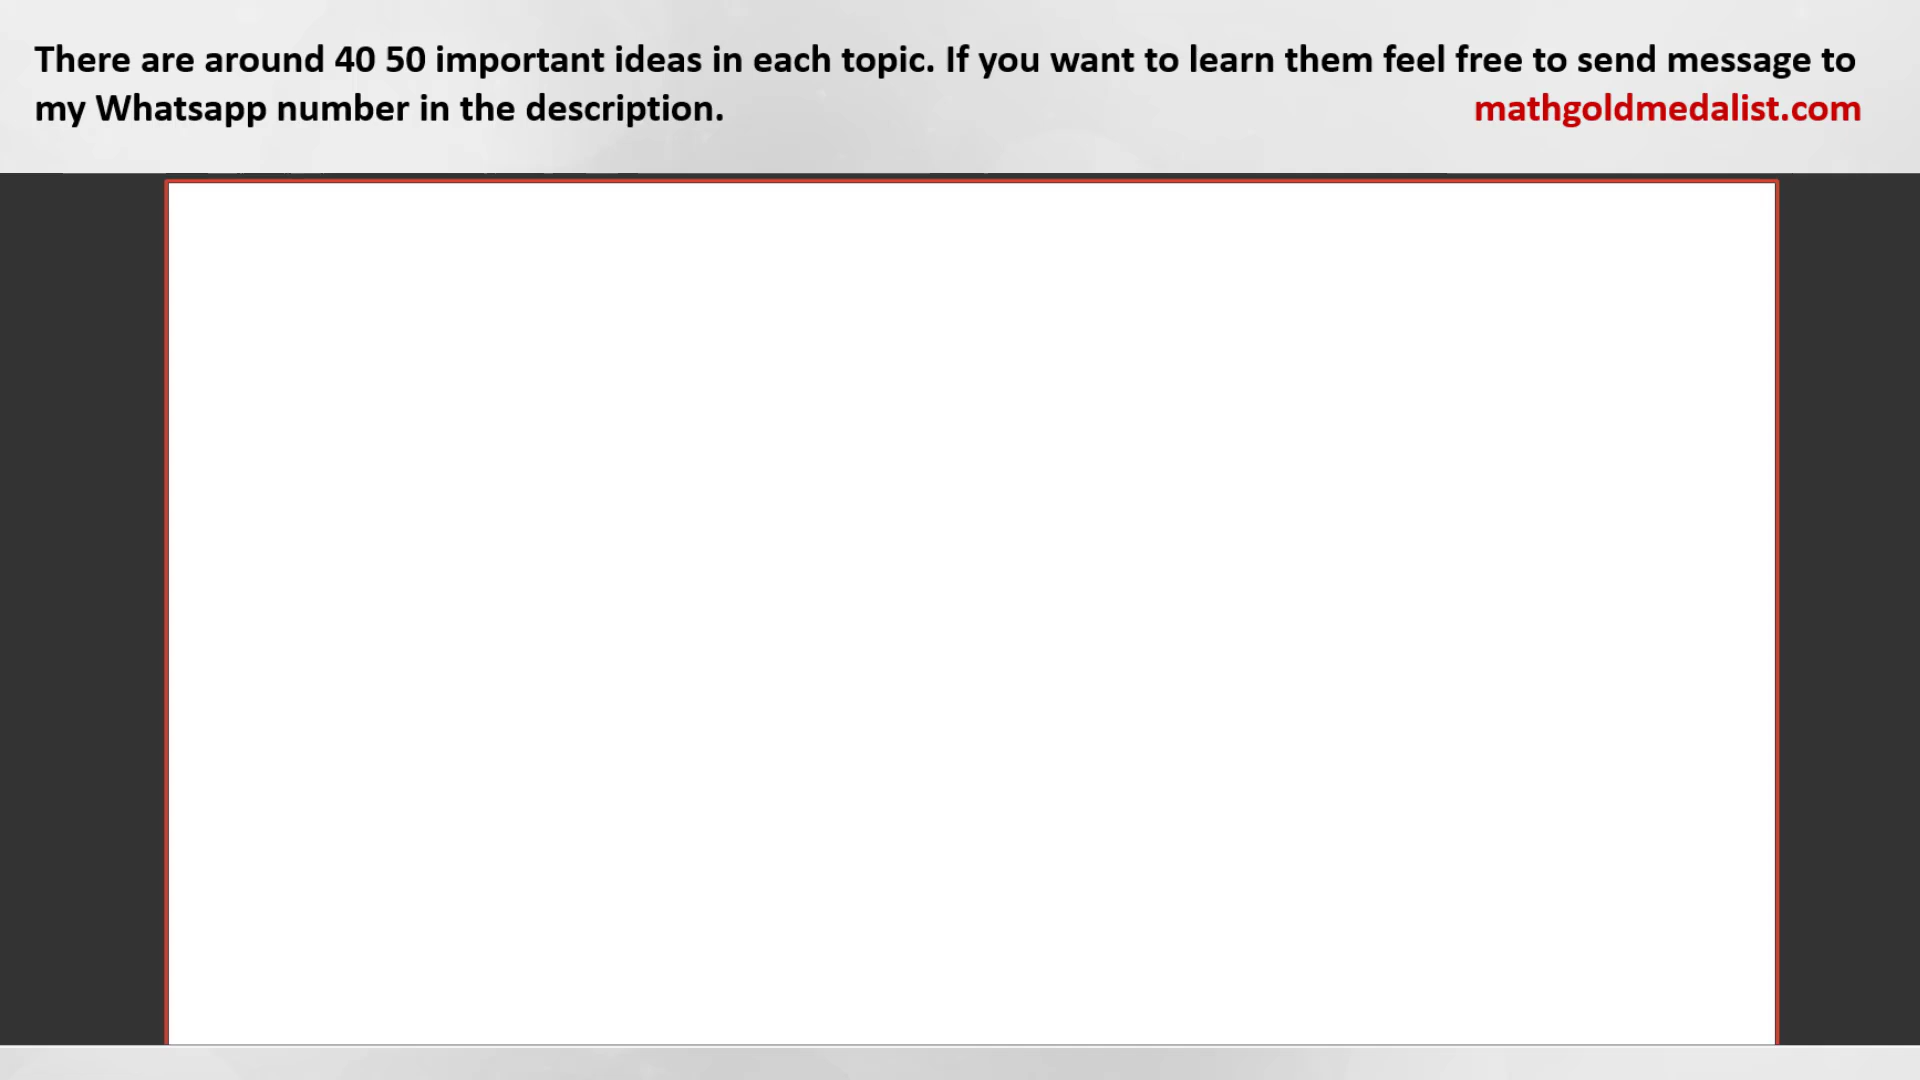 There are around 40 50 important ideas in each topic. If you want to learn them feel free to send message to
my Whatsapp number in the description. mathgoldmedalist.com